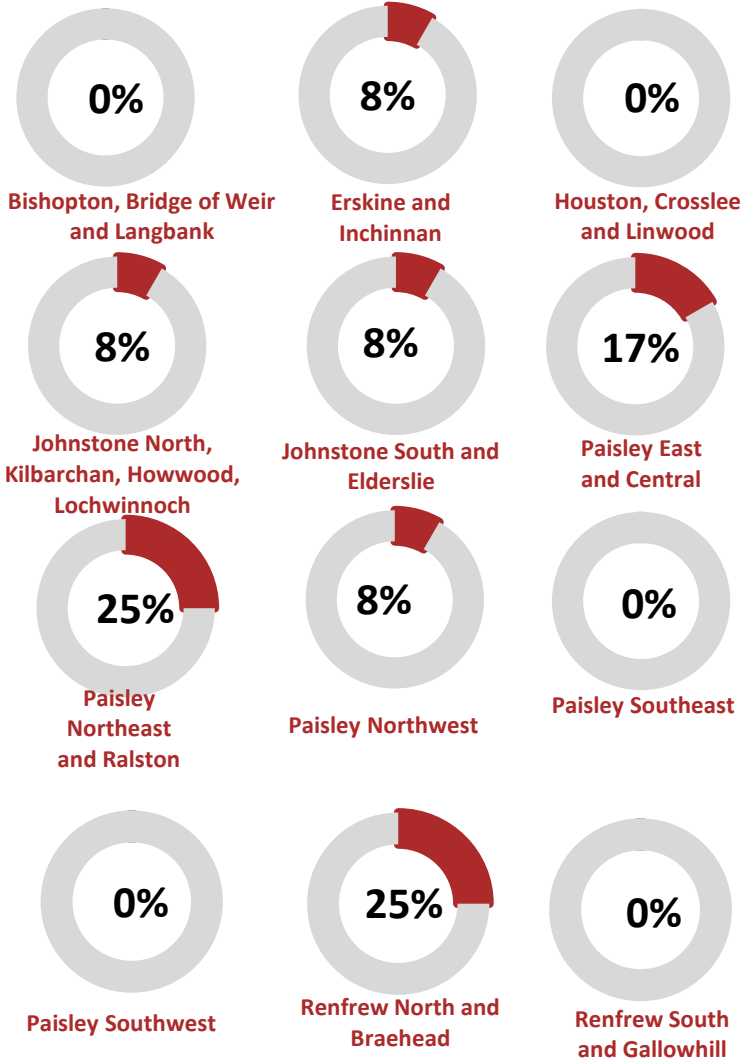 0%
Bishopton, Bridge of Weir
and Langbank
8%
Erskine and
Inchinnan
0%
Houston, Crosslee
and Linwood
8%
Johnstone North,
Kilbarchan, Howwood,
Lochwinnoch
8%
Johnstone South and
Elderslie
17%
Paisley East
and Central
25%
Paisley
Northeast
and Ralston
8%
Paisley Northwest
0%
Paisley Southeast
0%
Paisley Southwest
25%
Renfrew North and
Braehead
0%
Renfrew South
and Gallowhill